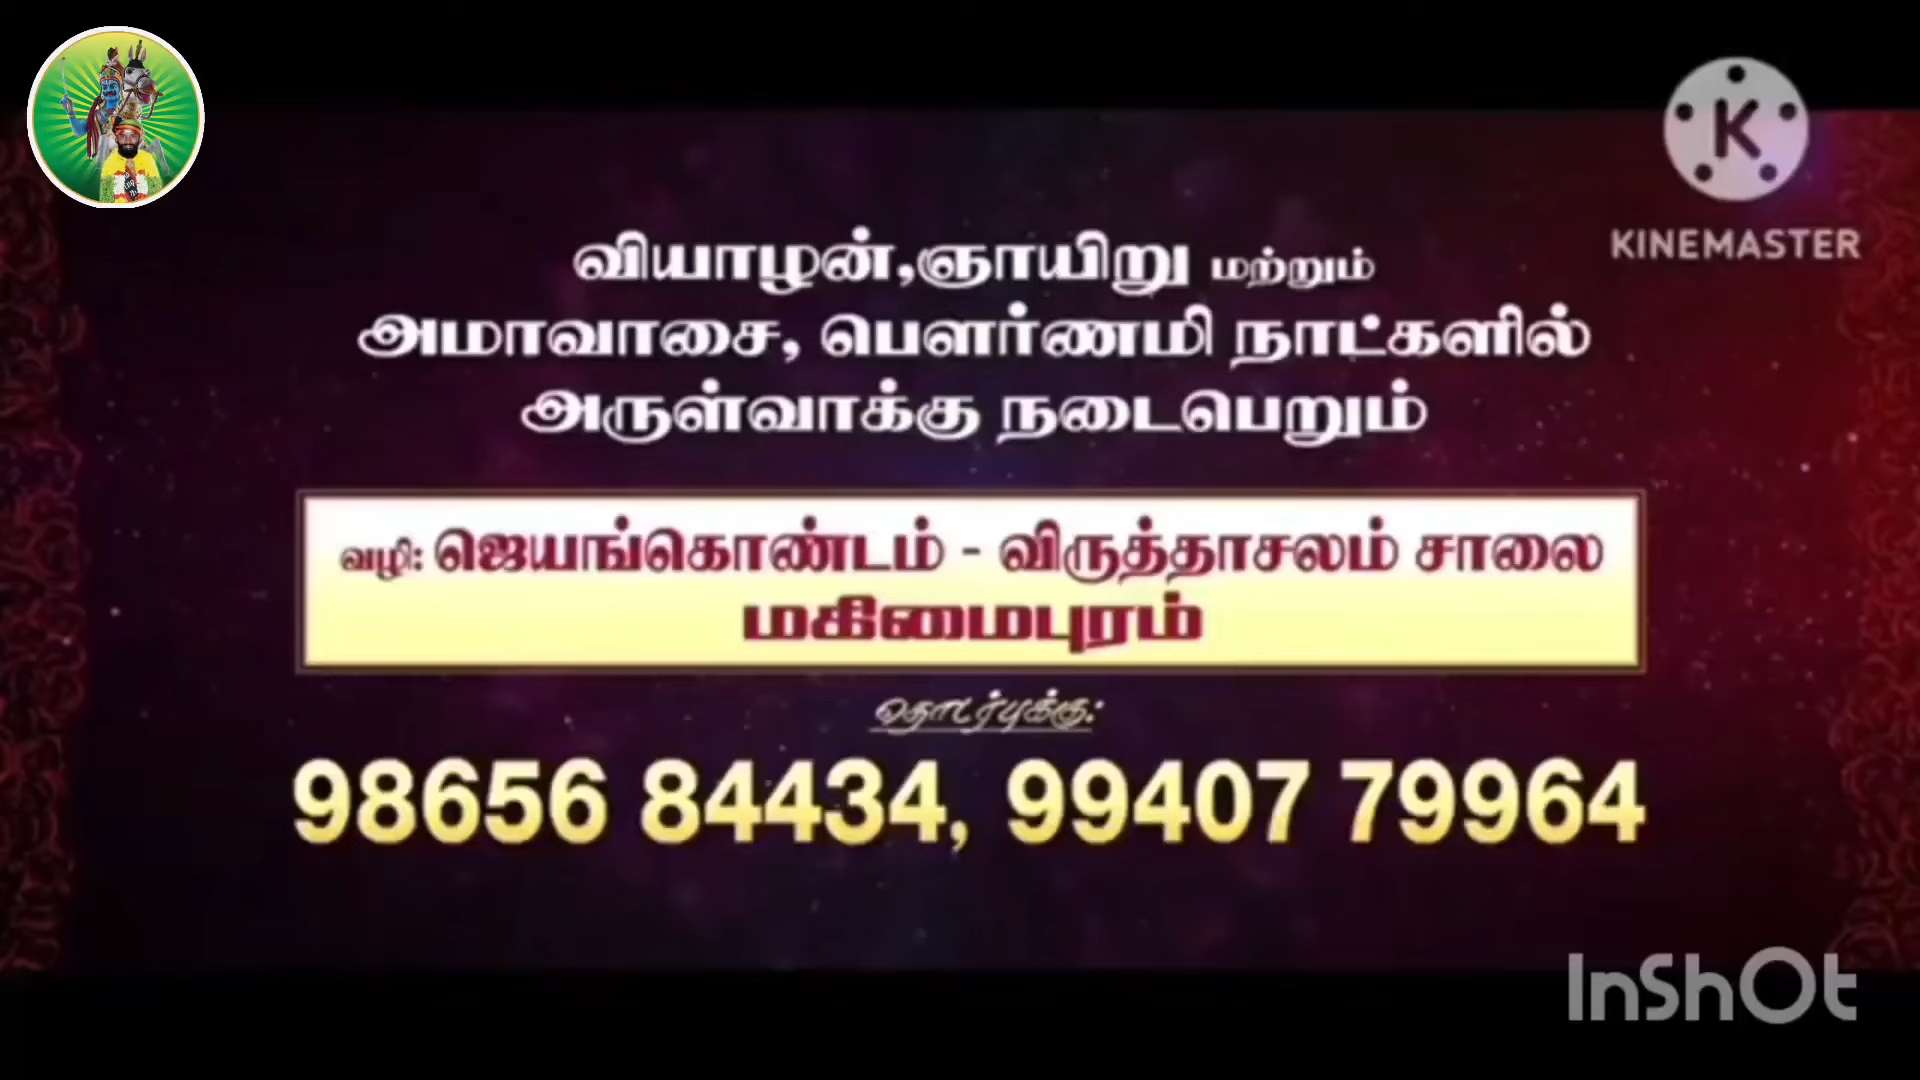 வியாழன்,ஞாயிறு மற்றும்
அமாவாசை, பௌர்ணமி நாட்களில்
அருள்வாக்கு நடைபெறும்
வழி: ஜெயங்கொண்டம் - விருத்தாசலம் சாலை
மகிமைபுரம்
தொடர்புக்கு:
98656 84434, 99407 79964
K
KINEMASTER
InShOt